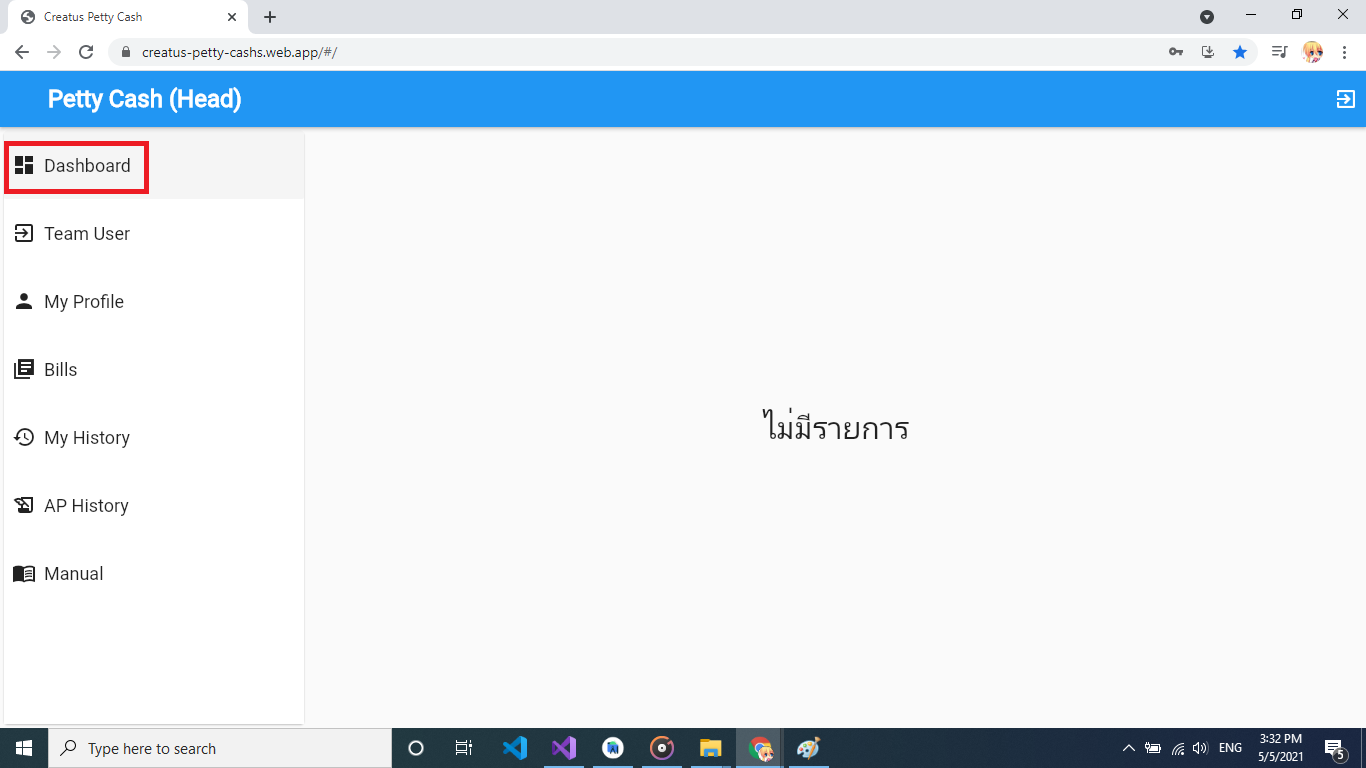 Creatus Petty Cash
creatus-petty-cashs.web.app/#/
Petty Cash (Head)
Dashboard
Team User
My Profile
Bills
My History
AP History
Manual
ไม่มีรายการ
Type here to search
ENG
3:32 PM
5/5/2021
5